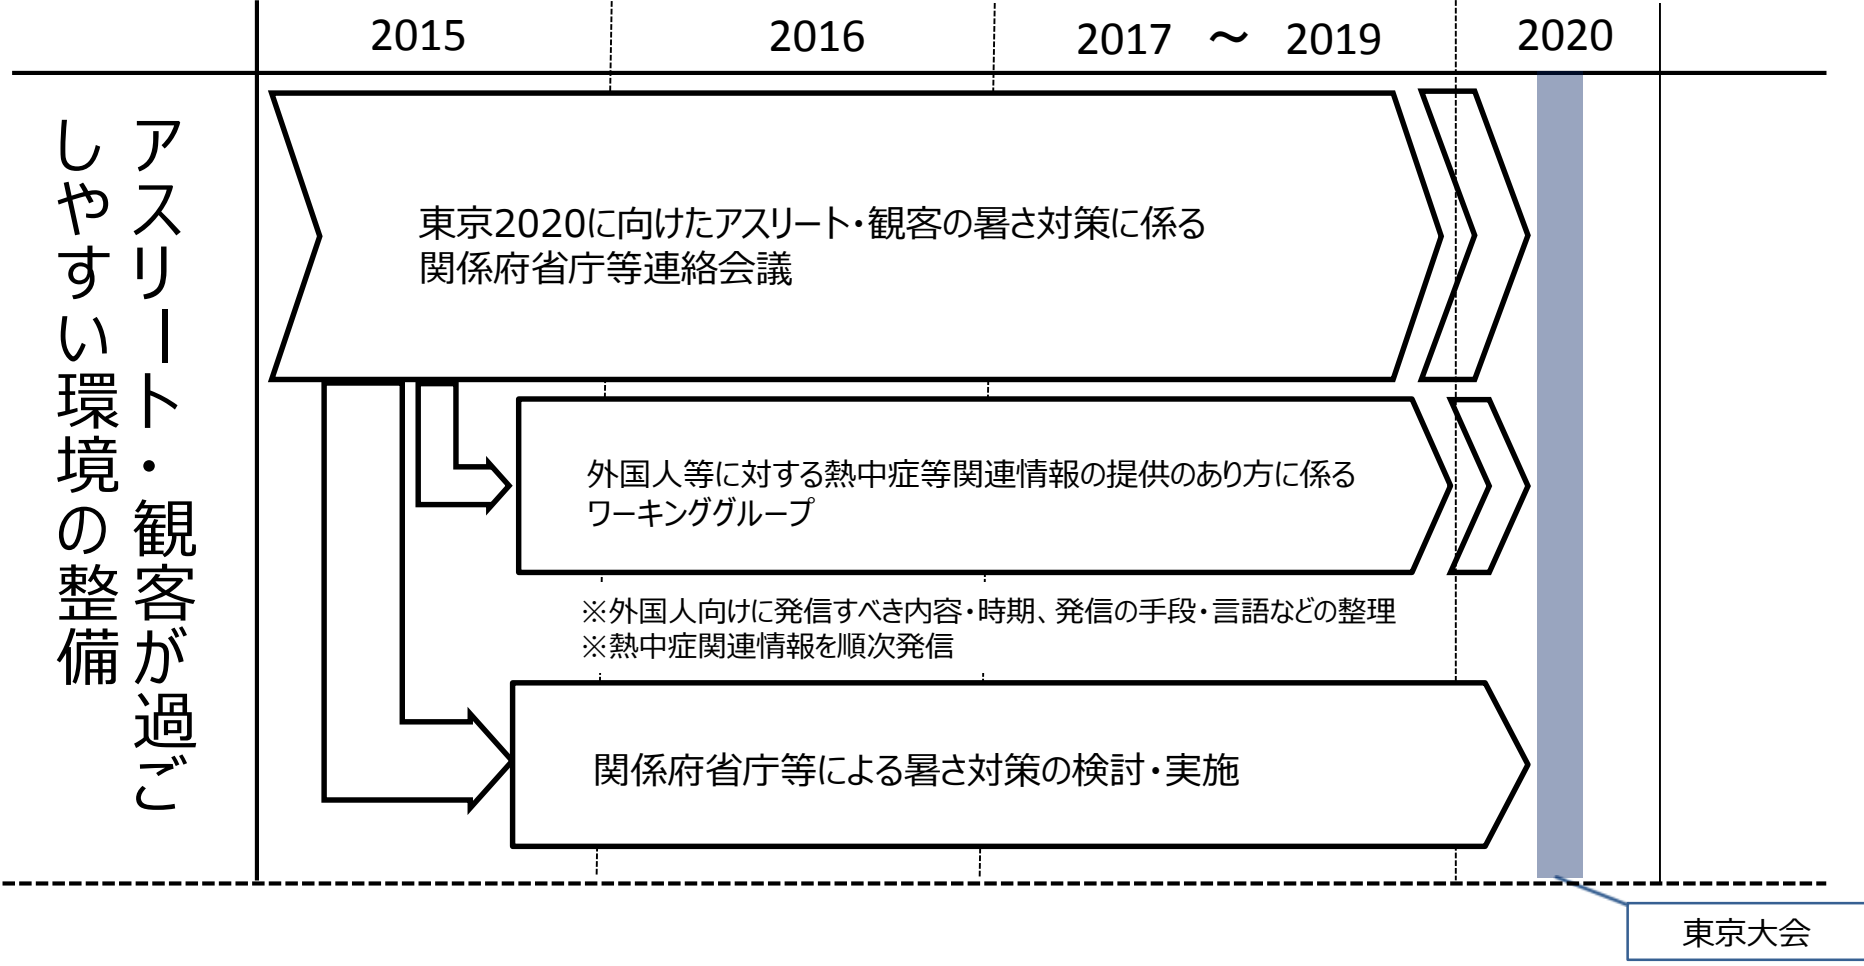 2015
2016
2017 ～ 2019
2020
アスリート・観客が過ご
しやすい環境の整備
東京2020に向けたアスリート・観客の暑さ対策に係る
関係府省庁等連絡会議
外国人等に対する熱中症等関連情報の提供のあり方に係る
ワーキンググループ
※外国人向けに発信すべき内容・時期、発信の手段・言語などの整理
※熱中症関連情報を順次発信
関係府省庁等による暑さ対策の検討・実施
東京大会